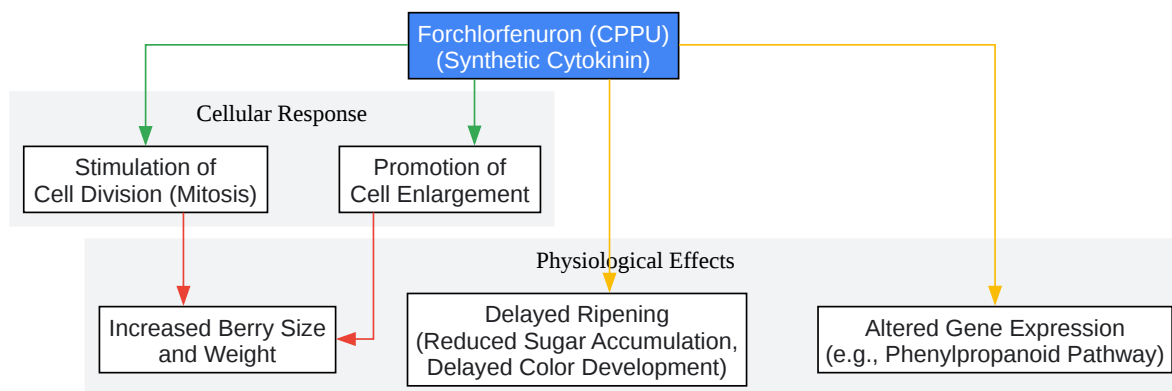 Forchlorfenuron (CPPU)
(Synthetic Cytokinin)
Cellular Response
Stimulation of
Cell Division (Mitosis)
Promotion of
Cell Enlargement
Physiological Effects
Increased Berry Size
and Weight
Delayed Ripening
(Reduced Sugar Accumulation,
Delayed Color Development)
Altered Gene Expression
(e.g., Phenylpropanoid Pathway)